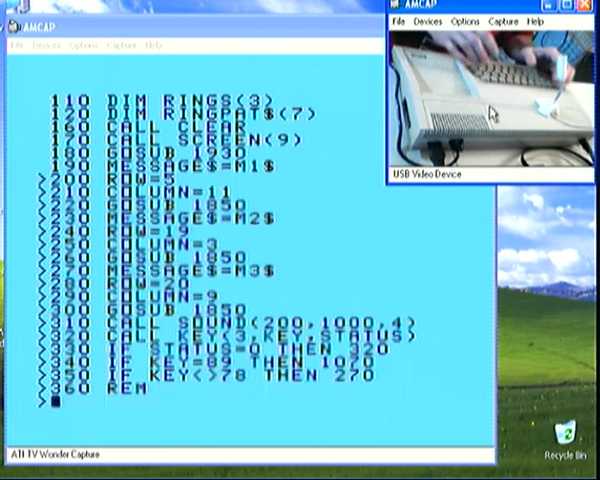 AMCAP
File Devices Options Capture Help
110 DIM RINGS(3)
120 DIM RINGPAT$(7)
160 CALL CLEAR
170 CALL SCREEN(9)
180 GOSUB 930
190 MESSAGE$=M1$
>200 ROW=5
>210 COLUMN=11
>220 GOSUB 1850
>230 MESSAGE$=M2$
>240 ROW=19
>250 COLUMN=3
>260 GOSUB 1850
>270 MESSAGE$=M3$
>280 ROW=20
>290 COLUMN=9
>300 GOSUB 1850
>310 CALL SOUND(200,1000,4)
>320 CALL KEY(3,KEY,STATUS)
>330 IF STATUS=0 THEN 320
>340 IF KEY=89 THEN 1070
>350 IF KEY<>78 THEN 270
>360 REM
>
ATI TV Wonder Capture
AMCAP
File Devices Options Capture Help
USB Video Device
Recycle Bin